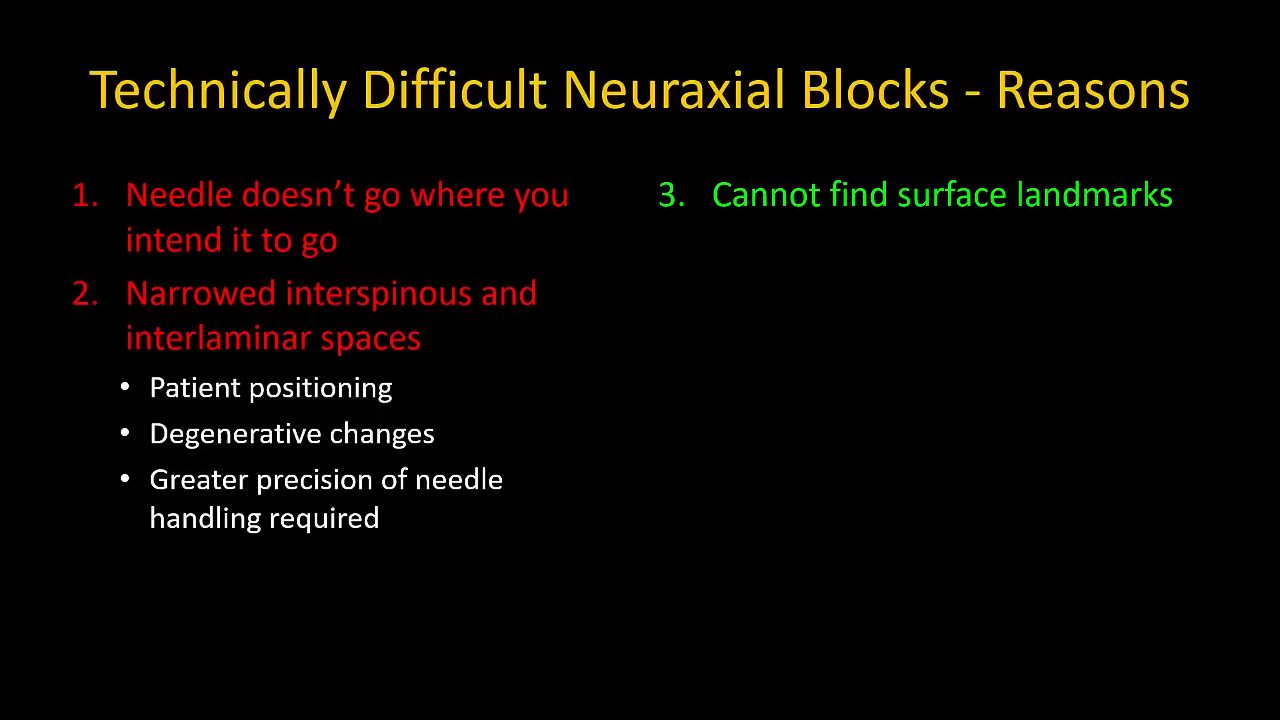 Technically Difficult Neuraxial Blocks - Reasons
1. Needle doesn’t go where you
intend it to go
2. Narrowed interspinous and
interlaminar spaces
• Patient positioning
• Degenerative changes
• Greater precision of needle
handling required
3. Cannot find surface landmarks